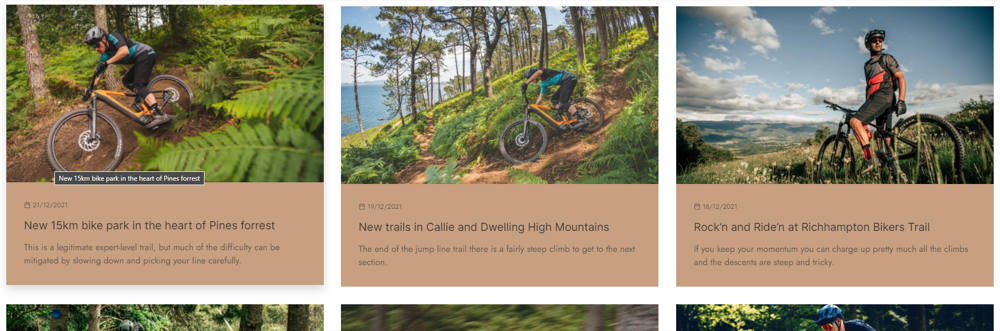 New 15km bike park in the heart of Pines forrest
21/12/2021
New 15km bike park in the heart of Pines forrest
This is a legitimate expert-level trail, but much of the difficulty can be
mitigated by slowing down and picking your line carefully.
19/12/2021
New trails in Callie and Dwelling High Mountains
The end of the jump line trail there is a fairly steep climb to get to the next
section.
18/12/2021
Rock'n and Ride'n at Richhampton Bikers Trail
If you keep your momentum you can charge up pretty much all the climbs
and the descents are steep and tricky.